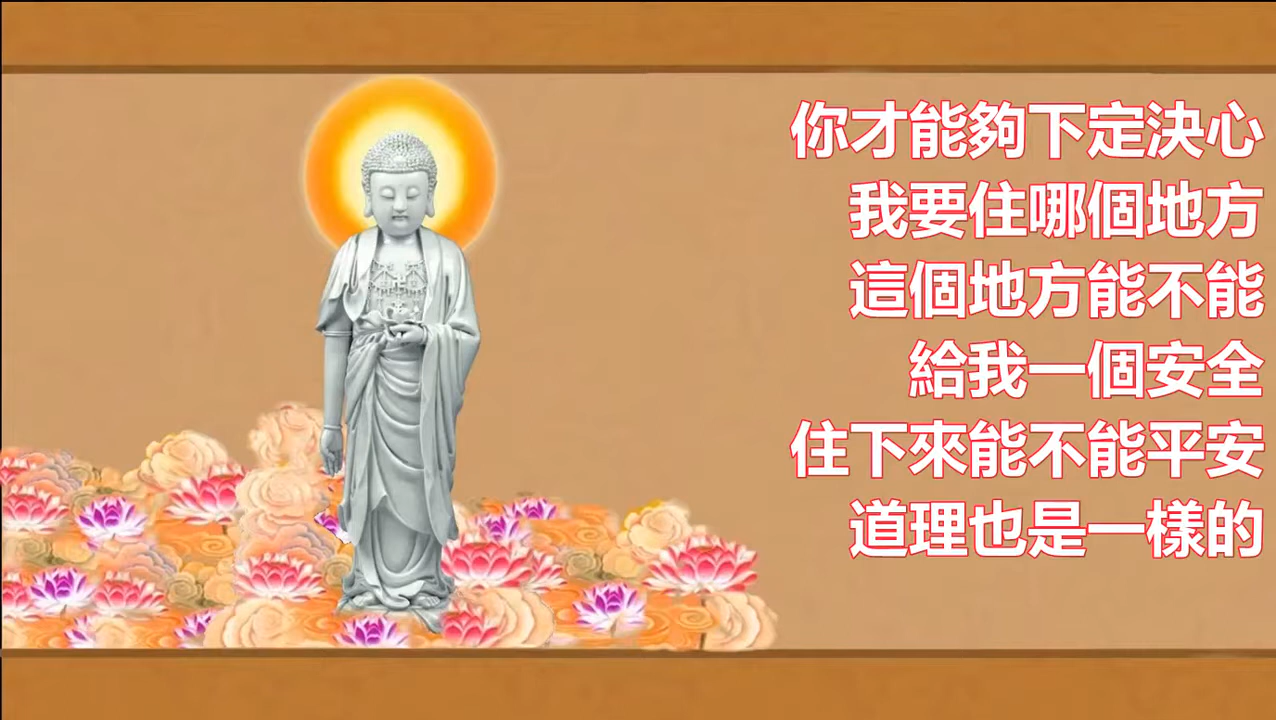 你才能夠下定決心
我要住哪個地方
這個地方能不能
給我一個安全
住下來能不能平安
道理也是一樣的